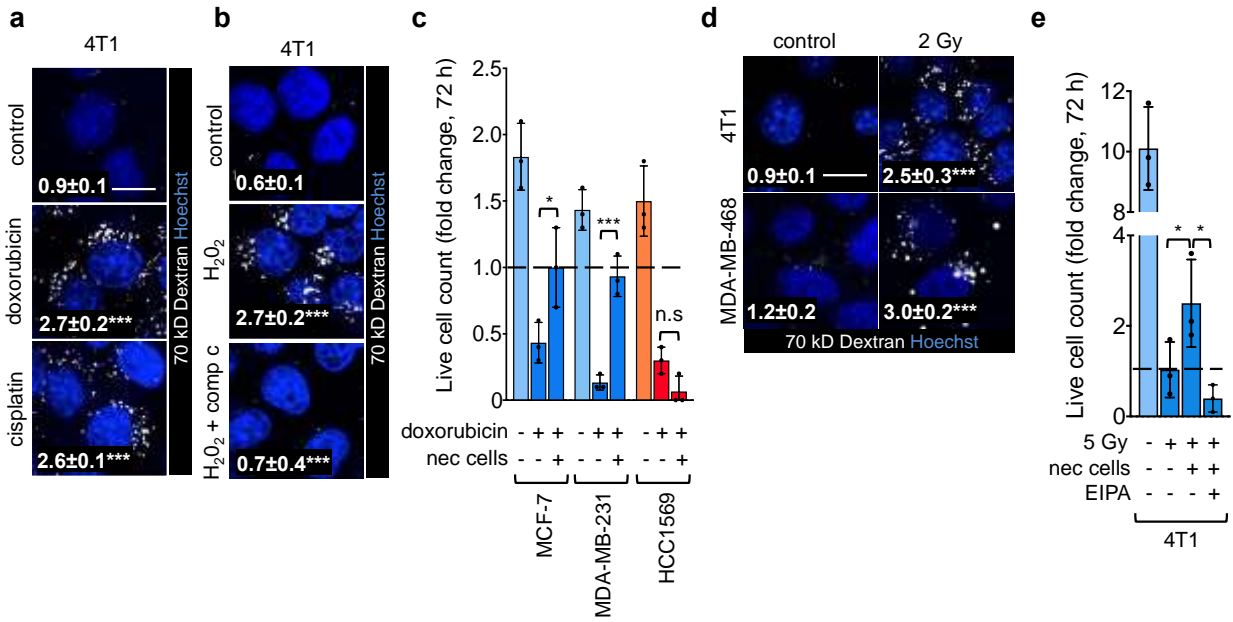 a
4T1
control
0.9±0.1
doxorubicin
2.7±0.2***
cisplatin
2.6±0.1***
70 kD Dextran Hoechst
b
4T1
control
0.6±0.1
H₂0₂
2.7±0.2***
H₂0₂ + comp c
0.7±0.4***
70 kD Dextran Hoechst
c
Live cell count (fold change, 72 h)
2.5
2.0
1.5
1.0
0.5
0
* *** n.s
doxorubicin - + + - + + - + +
nec cells - - + - - + - - +
MCF-7
MDA-MB-231
HCC1569
d
control 2 Gy
4T1
0.9±0.1 2.5±0.3***
MDA-MB-468
1.2±0.2 3.0±0.2***
70 kD Dextran Hoechst
e
Live cell count (fold change, 72 h)
12
10
8
4
2
0
* *
5 Gy - + + +
nec cells - - + +
EIPA - - - +
4T1